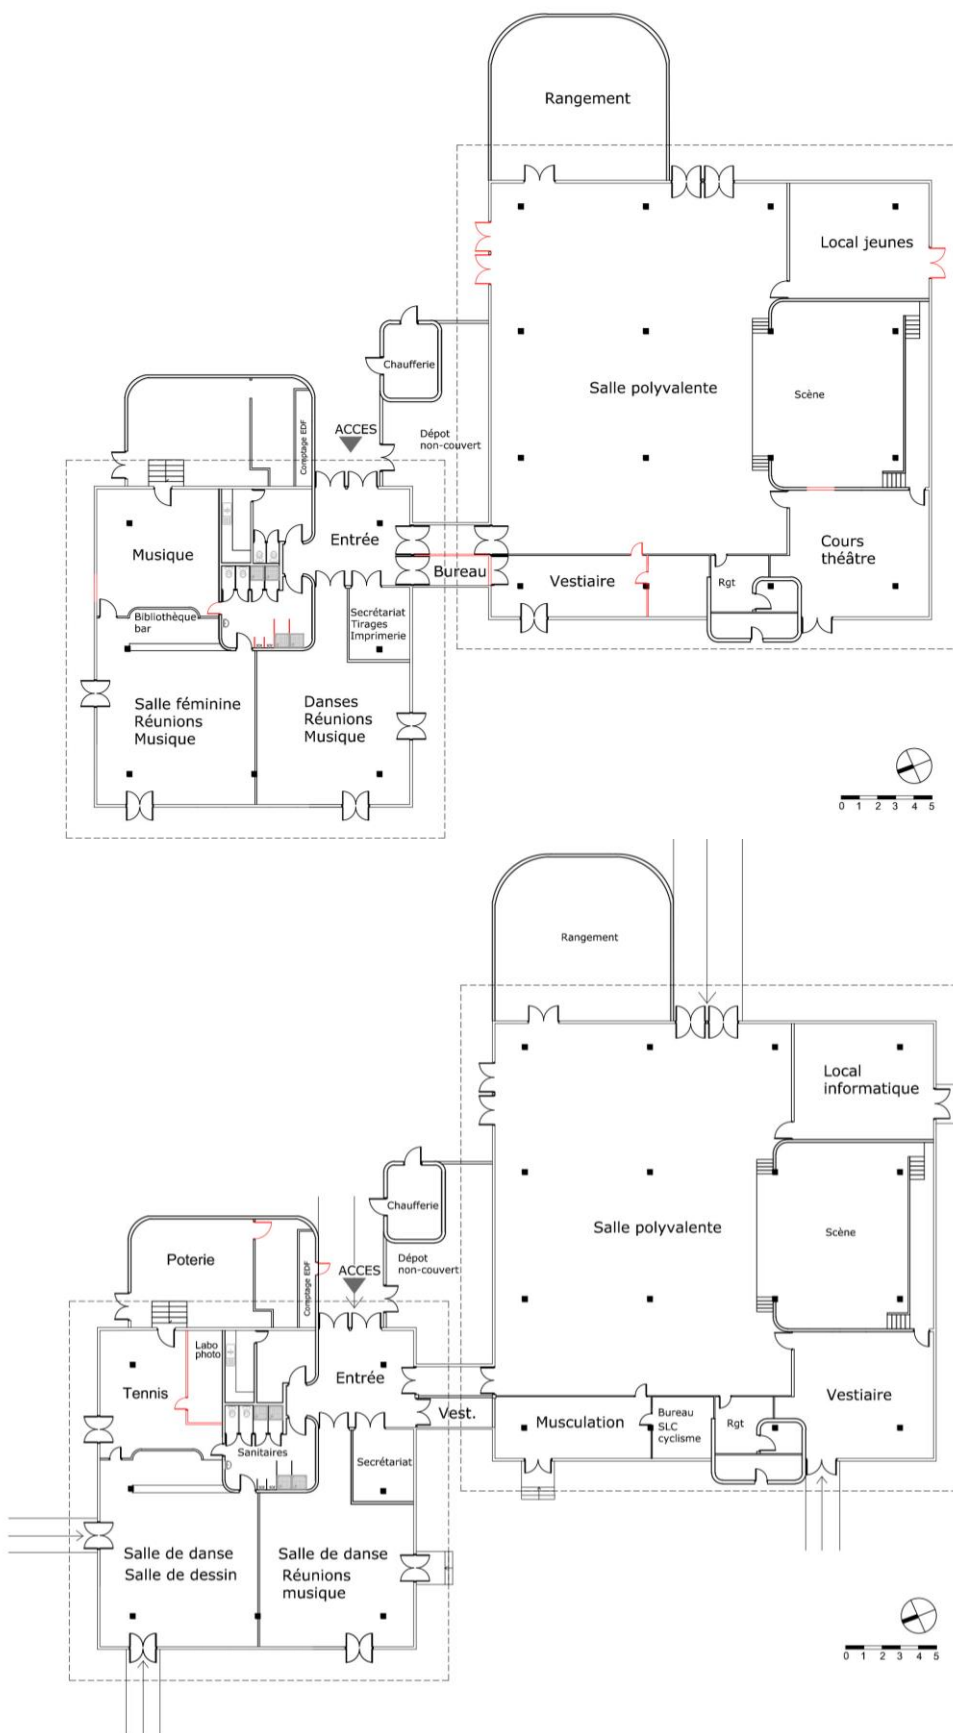 Rangement
Local jeunes
Chaufferie
Salle polyvalente
Scène
ACCES
Dépot
non-couvert
Comptage EDF
Musique
Entrée
Bureau
Vestiaire
Rgt
Cours
théâtre
Bibliothèque
bar
Secrétariat
Tirages
Imprimerie
Salle féminine
Réunions
Musique
Danses
Réunions
Musique
0 1 2 3 4 5
Rangement
Local
informatique
Chaufferie
Salle polyvalente
Scène
Poterie
ACCES
Dépot
non-couvert
Comptage EDF
Labo
photo
Tennis
Entrée
Vest.
Musculation
Bureau
SLC
cyclisme
Rgt
Vestiaire
Sanitaires
Secrétariat
Salle de danse
Salle de dessin
Salle de danse
Réunions
musique
0 1 2 3 4 5